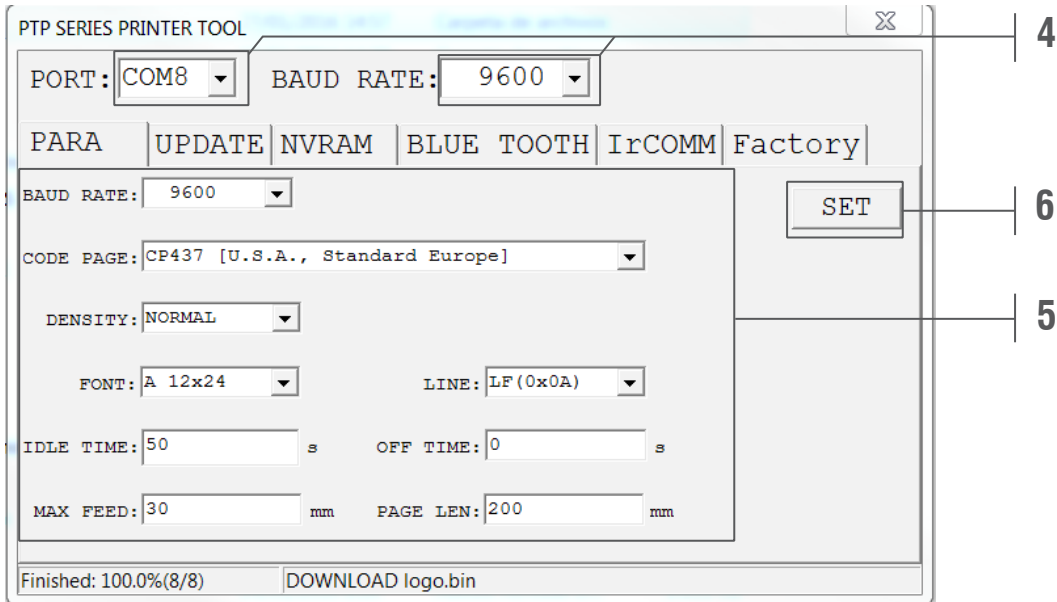 PTP SERIES PRINTER TOOL
4
PORT: COM8 BAUD RATE: 9600
PARA UPDATE NVRAM BLUE TOOTH IrCOMM Factory
BAUD RATE: 9600
SET
6
CODE PAGE: CP437 [U.S.A., Standard Europe]
DENSITY: NORMAL
5
FONT: A 12x24 LINE: LF(0x0A)
IDLE TIME: 50 s OFF TIME: 0 s
MAX FEED: 30 mm PAGE LEN: 200 mm
Finished: 100.0%(8/8) DOWNLOAD logo.bin